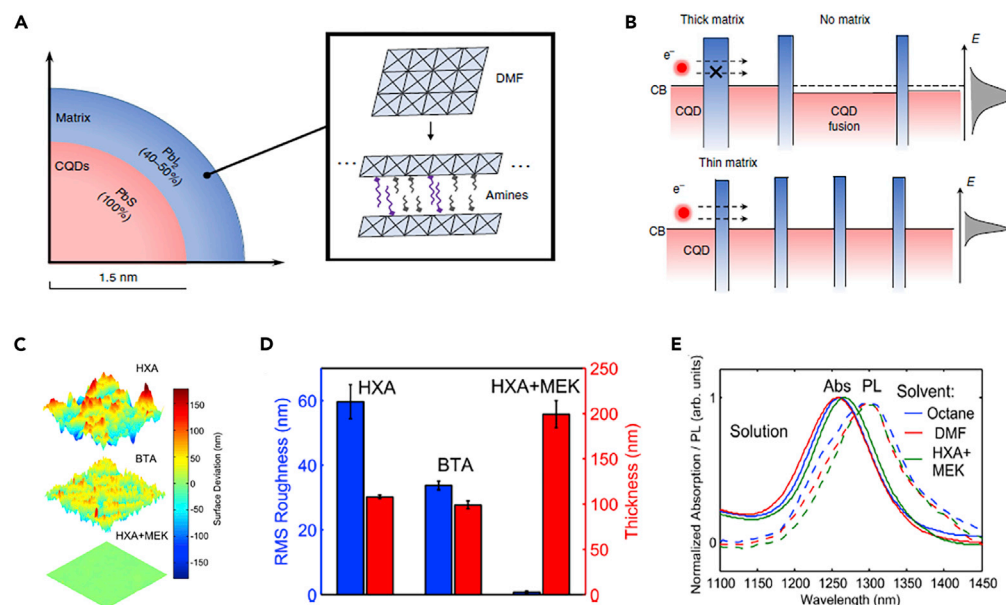 A
Matrix
PbI2
(40–50%)
CQDs
PbS
(100%)
1.5 nm
DMF
...
...
Amines
B
Thick matrix
No matrix
E
e−
CB
CQD
CQD
fusion
Thin matrix
E
e−
CB
CQD
C
HXA
BTA
HXA+MEK
150
100
50
0
-50
-100
-150
Surface Deviation (nm)
D
RMS Roughness (nm)
60
40
20
0
HXA
BTA
HXA+MEK
250
200
150
100
50
0
Thickness (nm)
E
Normalized Absorption / PL (arb. units)
1
0
Abs
PL
Solution
Solvent:
Octane
DMF
HXA+
MEK
1100 1150 1200 1250 1300 1350 1400 1450
Wavelength (nm)